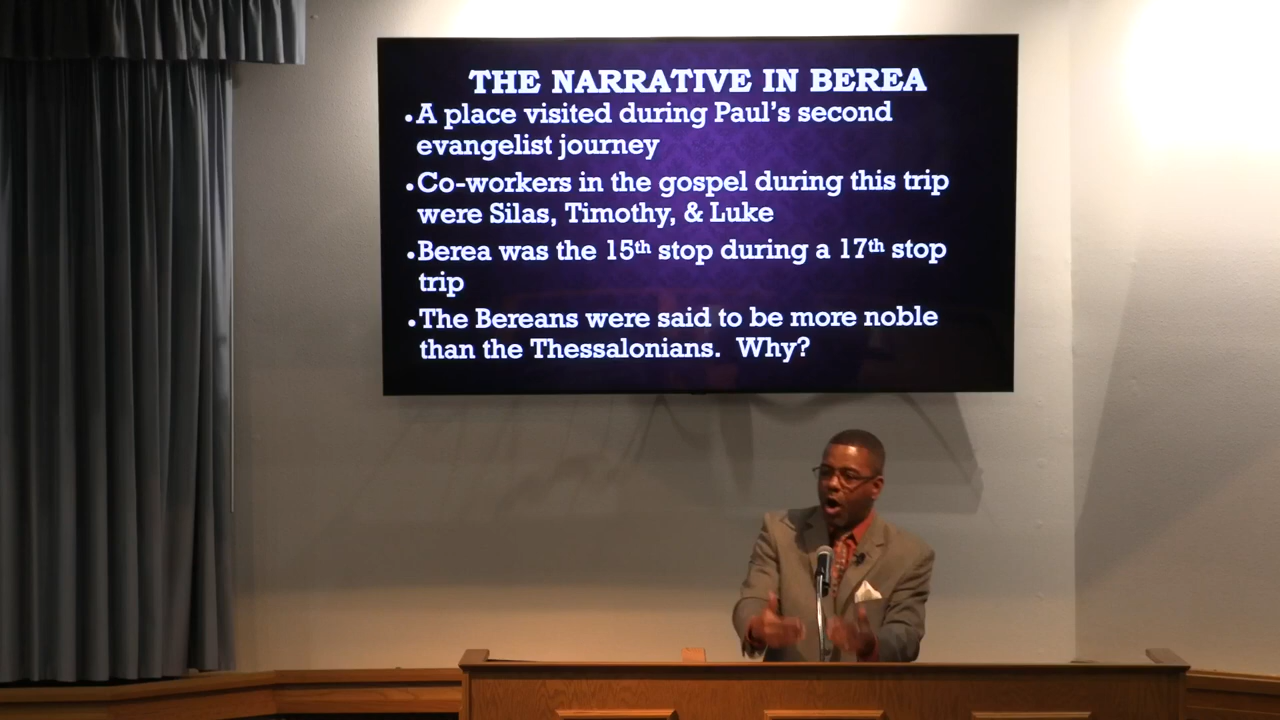 THE NARRATIVE IN BEREA
•A place visited during Paul's second
evangelist journey
•Co-workers in the gospel during this trip
were Silas, Timothy, & Luke
•Berea was the 15th stop during a 17th stop
trip
•The Bereans were said to be more noble
than the Thessalonians.  Why?